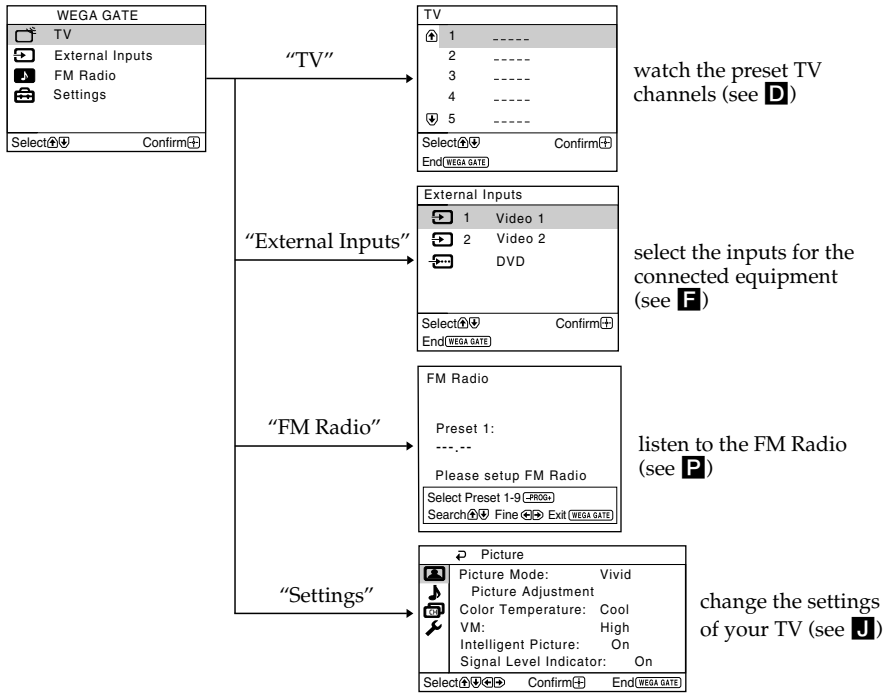 WEGA GATE
TV
External Inputs
FM Radio
Settings
Select Confirm
“TV”
TV
1 -----
2 -----
3 -----
4 -----
5 -----
Select Confirm
End WEGA GATE
watch the preset TV
channels (see D)
“External Inputs”
External Inputs
1 Video 1
2 Video 2
DVD
Select Confirm
End WEGA GATE
select the inputs for the
connected equipment
(see F)
“FM Radio”
FM Radio
Preset 1:
---.--
Please setup FM Radio
Select Preset 1-9 -PROG+
Search Fine Exit WEGA GATE
listen to the FM Radio
(see P)
“Settings”
Picture
Picture Mode: Vivid
Picture Adjustment
Color Temperature: Cool
CH
VM: High
Intelligent Picture: On
Signal Level Indicator: On
Select Confirm End WEGA GATE
change the settings
of your TV (see J)